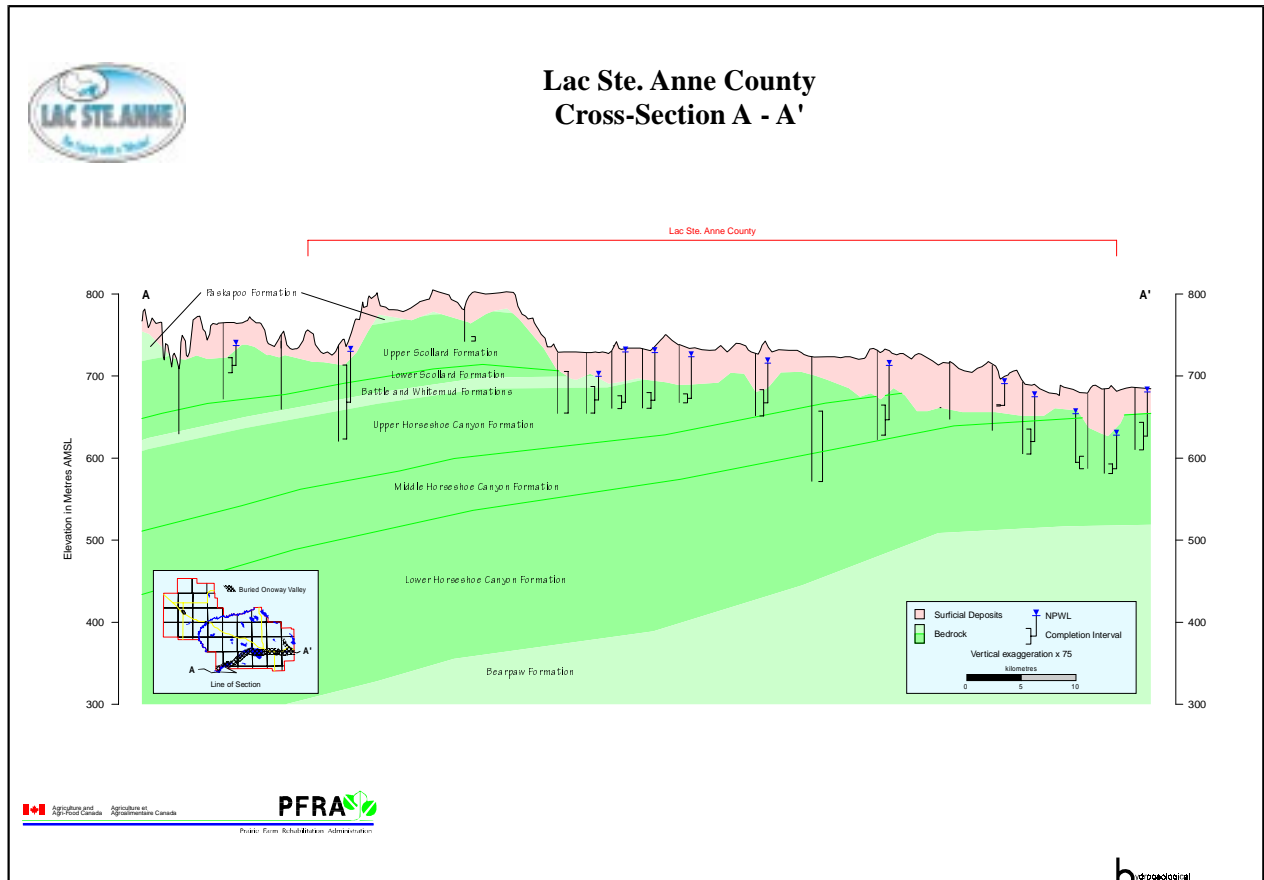 Lac Ste. Anne County
Cross-Section A - A'
LAC STE. ANNE
Lac Ste. Anne County
800
A
Paskapoo Formation
A'
800
Upper Scollard Formation
700
Lower Scollard Formation
700
Battle and Whitemud Formations
Upper Horseshoe Canyon Formation
600
600
Middle Horseshoe Canyon Formation
Elevation in Metres AMSL
500
500
Lower Horseshoe Canyon Formation
Buried Onoway Valley
A'
A
Line of Section
400
400
Surficial Deposits
NPWL
Bedrock
Completion Interval
Vertical exaggeration x 75
kilometres
0 5 10
Bearpaw Formation
300
300
Agriculture and
Agri-Food Canada
Agriculture et
Agroalimentaire Canada
PFRA
Prairie Farm Rehabilitation Administration
hydrogeological